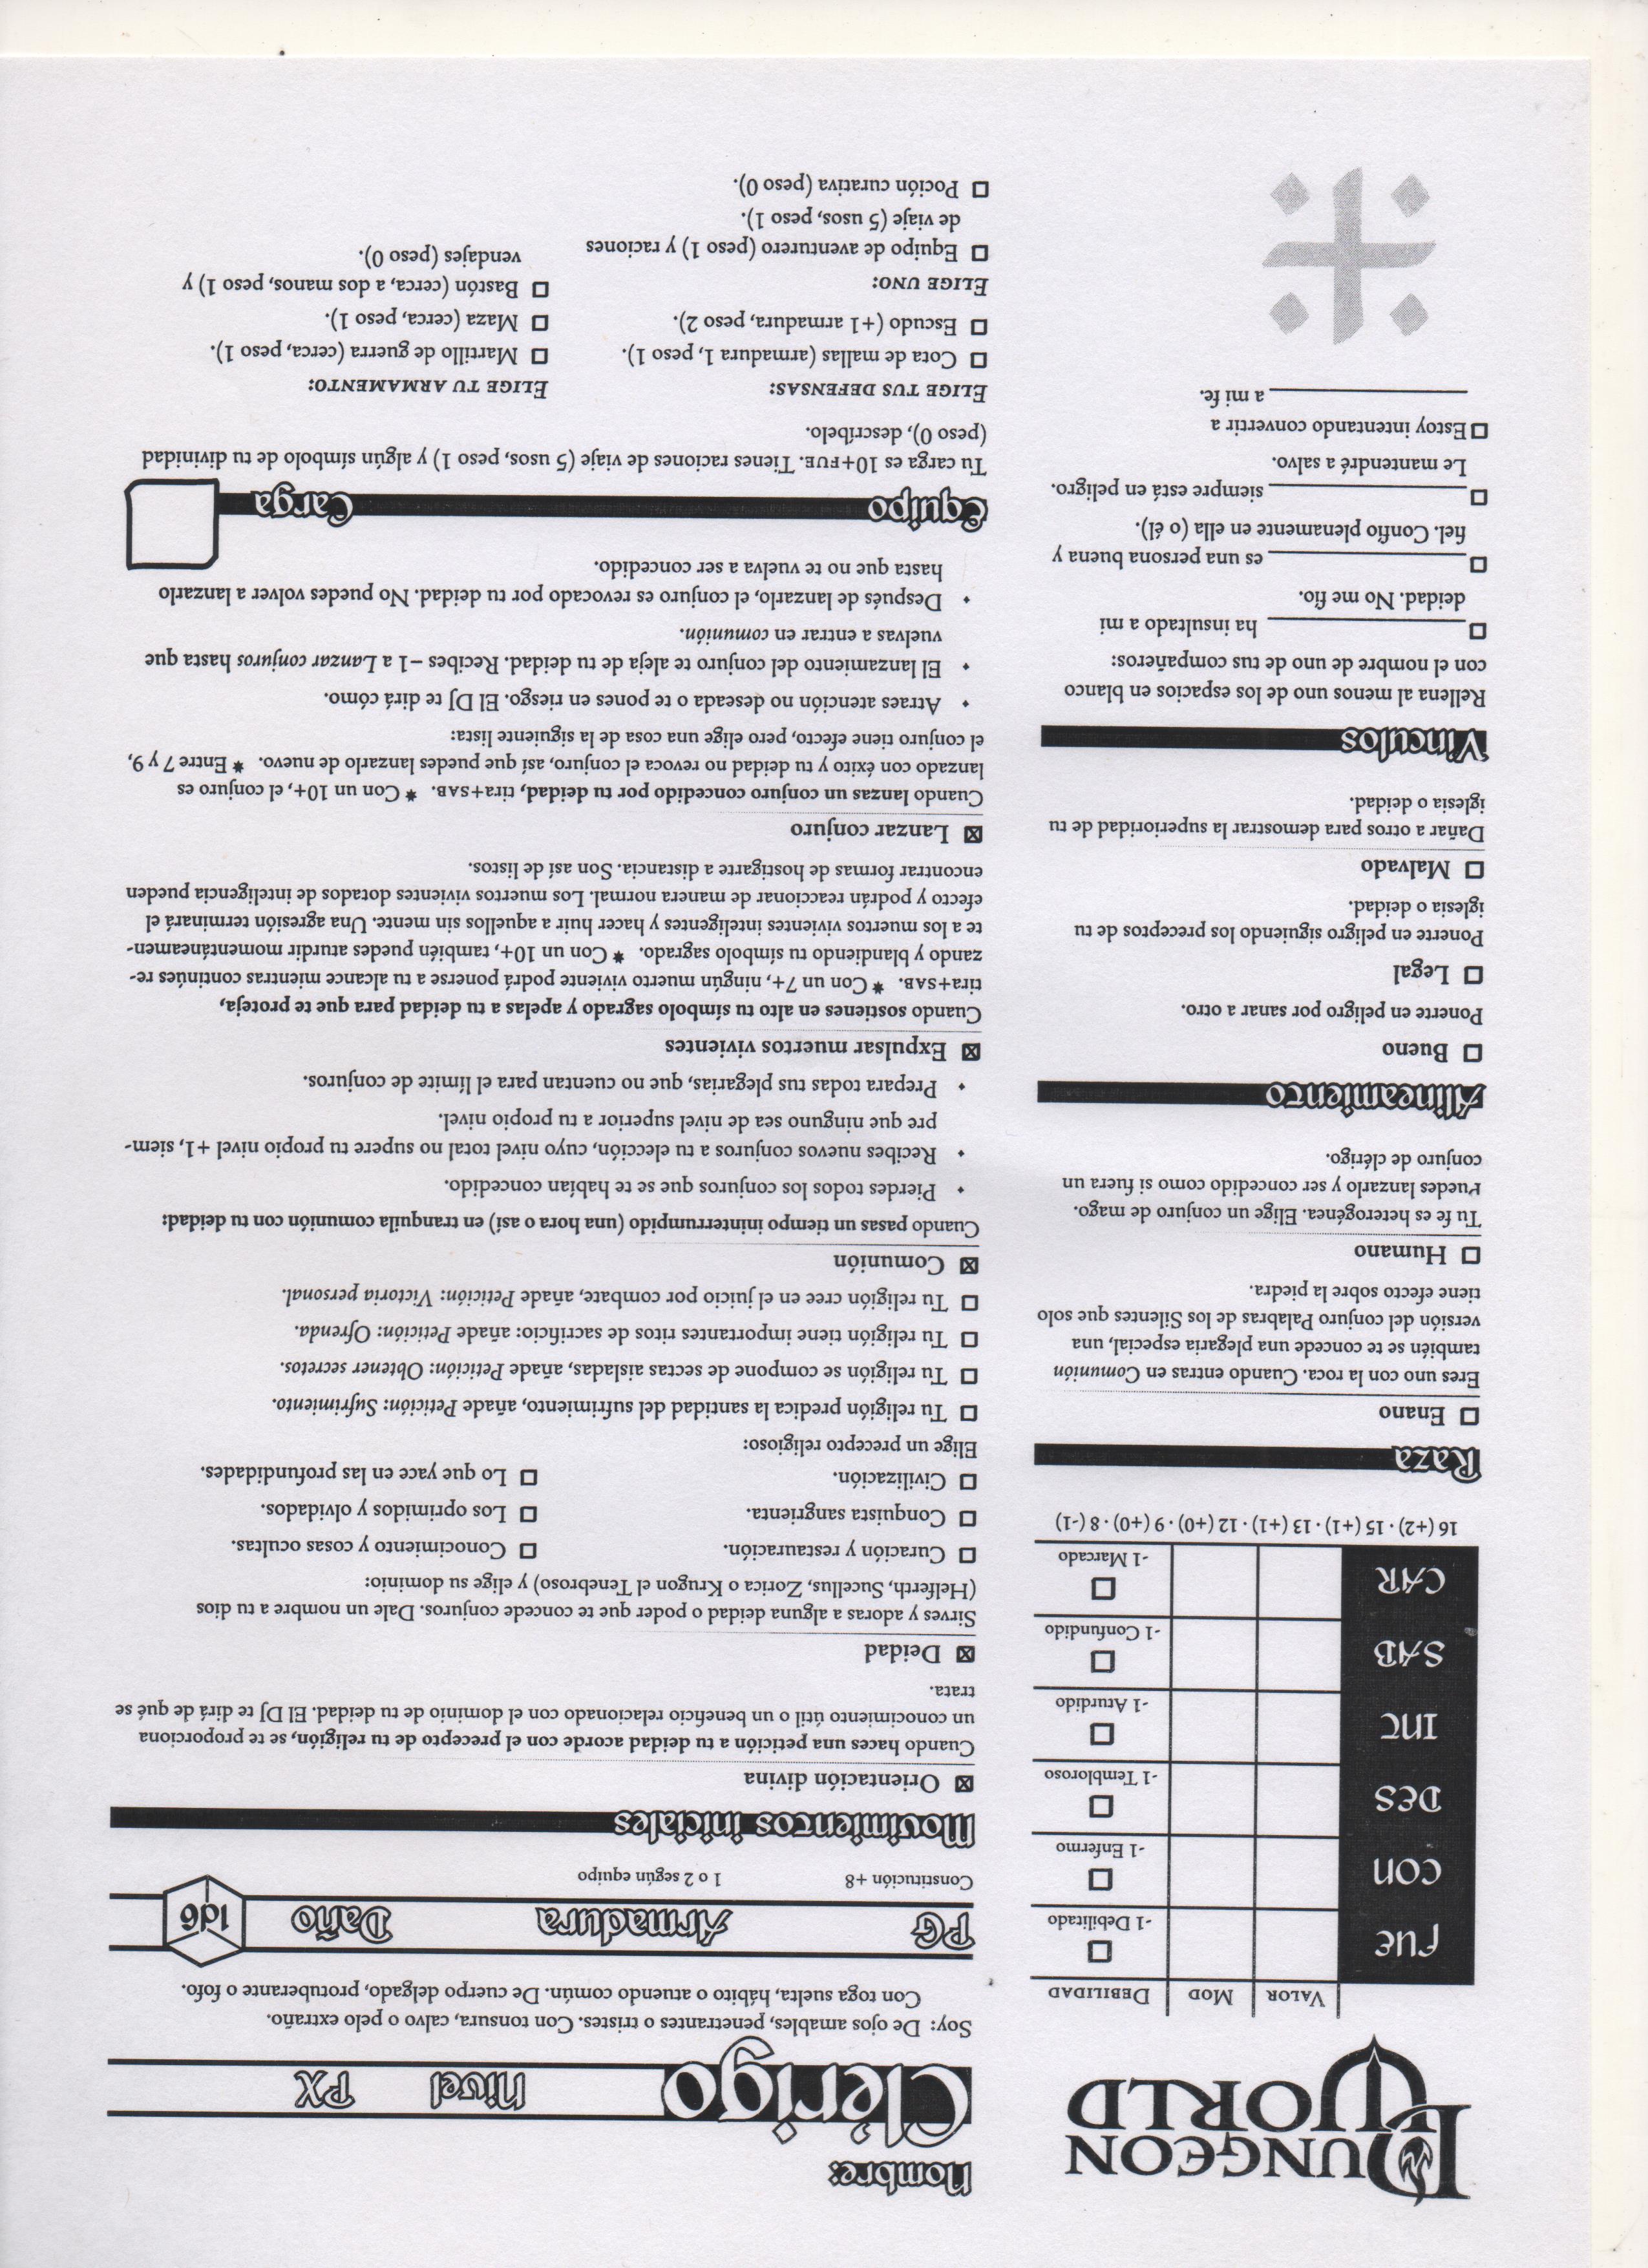 DUNGEON
WORLD
VALOR MOD DEBILIDAD
FUE
-1 Debilitado
CON
-1 Enfermo
DES
-1 Tembloroso
INT
-1 Aturdido
SAB
-1 Confundido
CAR
-1 Marcado
16 (+2) · 15 (+1) · 13 (+1) · 12 (+0) · 9 (+0) · 8 (-1)
Raza
Enano
Eres uno con la roca. Cuando entras en Comunión
también se te concede una plegaria especial, una
versión del conjuro Palabras de los Silentes que solo
tiene efecto sobre la piedra.
Humano
Tu fe es heterogénea. Elige un conjuro de mago.
Puedes lanzarlo y ser concedido como si fuera un
conjuro de clérigo.
Alineamiento
Bueno
Ponerte en peligro por sanar a otro.
Legal
Ponerte en peligro siguiendo los preceptos de tu
iglesia o deidad.
Malvado
Dañar a otros para demostrar la superioridad de tu
iglesia o deidad.
Vínculos
Rellena al menos uno de los espacios en blanco
con el nombre de uno de tus compañeros:
ha insultado a mi
deidad. No me fío.
es una persona buena y
fiel. Confío plenamente en ella (o él).
siempre está en peligro.
Le mantendré a salvo.
Estoy intentando convertir a
a mi fe.
Nombre:
Clérigo Nivel PX
Soy: De ojos amables, penetrantes o tristes. Con tonsura, calvo o pelo extraño.
Con toga suelta, hábito o atuendo común. De cuerpo delgado, protuberante o fofo.
PG Armadura Daño 1d6
Constitución +8 1 o 2 según equipo
Movimientos iniciales
Orientación divina
Cuando haces una petición a tu deidad acorde con el precepto de tu religión, se te proporciona
un conocimiento útil o un beneficio relacionado con el dominio de tu deidad. El DJ te dirá de qué se
trata.
Deidad
Sirves y adoras a alguna deidad o poder que te concede conjuros. Dale un nombre a tu dios
(Helferth, Sucellus, Zorica o Krugon el Tenebroso) y elige su dominio:
Curación y restauración. Conocimiento y cosas ocultas.
Conquista sangrienta. Los oprimidos y olvidados.
Civilización. Lo que yace en las profundidades.
Elige un precepto religioso:
Tu religión predica la santidad del sufrimiento, añade Petición: Sufrimiento.
Tu religión se compone de sectas aisladas, añade Petición: Obtener secretos.
Tu religión tiene importantes ritos de sacrificio: añade Petición: Ofrenda.
Tu religión cree en el juicio por combate, añade Petición: Victoria personal.
Comunión
Cuando pasas un tiempo ininterrumpido (una hora o así) en tranquila comunión con tu deidad:
Pierdes todos los conjuros que se te habían concedido.
Recibes nuevos conjuros a tu elección, cuyo nivel total no supere tu propio nivel +1, siem-
pre que ninguno sea de nivel superior a tu propio nivel.
Prepara todas tus plegarias, que no cuentan para el límite de conjuros.
Expulsar muertos vivientes
Cuando sostienes en alto tu símbolo sagrado y apelas a tu deidad para que te proteja,
tira+SAB. * Con un 7+, ningún muerto viviente podrá ponerse a tu alcance mientras continúes re-
zando y blandiendo tu símbolo sagrado. * Con un 10+, también puedes aturdir momentáneamen-
te a los muertos vivientes inteligentes y hacer huir a aquellos sin mente. Una agresión terminará el
efecto y podrán reaccionar de manera normal. Los muertos vivientes dotados de inteligencia pueden
encontrar formas de hostigarte a distancia. Son así de listos.
Lanzar conjuro
Cuando lanzas un conjuro concedido por tu deidad, tira+SAB. * Con un 10+, el conjuro es
lanzado con éxito y tu deidad no revoca el conjuro, así que puedes lanzarlo de nuevo. * Entre 7 y 9,
el conjuro tiene efecto, pero elige una cosa de la siguiente lista:
Atraes atención no deseada o te pones en riesgo. El DJ te dirá cómo.
El lanzamiento del conjuro te aleja de tu deidad. Recibes −1 a Lanzar conjuros hasta que
vuelvas a entrar en comunión.
Después de lanzarlo, el conjuro es revocado por tu deidad. No puedes volver a lanzarlo
hasta que no te vuelva a ser concedido.
Equipo Carga
Tu carga es 10+FUE. Tienes raciones de viaje (5 usos, peso 1) y algún símbolo de tu divinidad
(peso 0), descríbelo.
ELIGE TUS DEFENSAS:
Cota de mallas (armadura 1, peso 1).
Escudo (+1 armadura, peso 2).
ELIGE UNO:
Equipo de aventurero (peso 1) y raciones
de viaje (5 usos, peso 1).
Poción curativa (peso 0).
ELIGE TU ARMAMENTO:
Martillo de guerra (cerca, peso 1).
Maza (cerca, peso 1).
Bastón (cerca, a dos manos, peso 1) y
vendajes (peso 0).